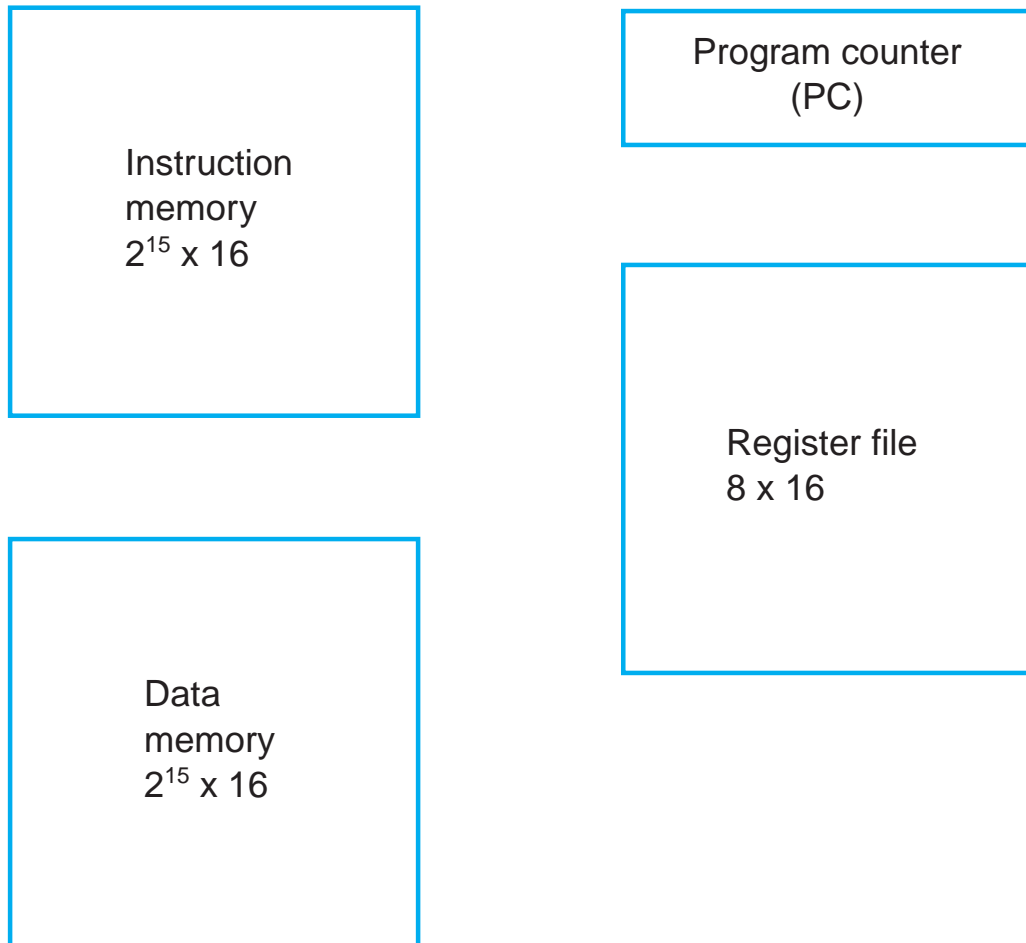 Instruction
memory
2¹⁵ x 16
Program counter
(PC)
Register file
8 x 16
Data
memory
2¹⁵ x 16